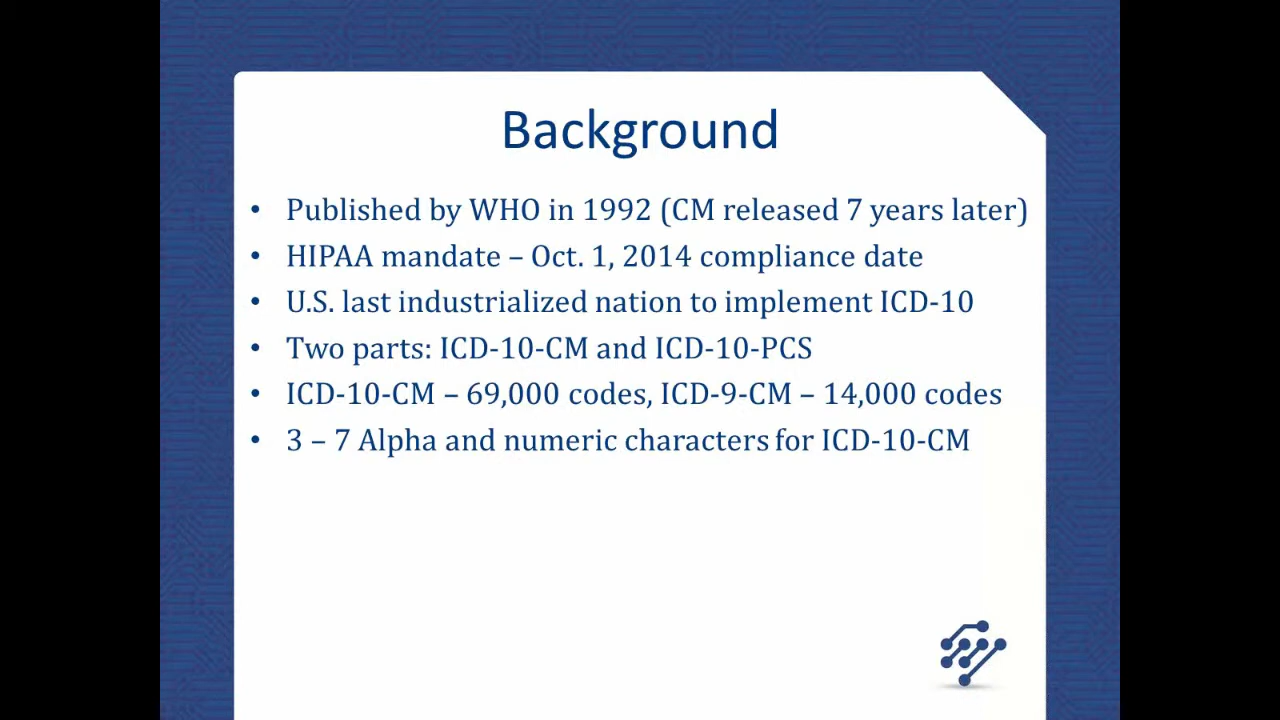 Background
• Published by WHO in 1992 (CM released 7 years later)
• HIPAA mandate – Oct. 1, 2014 compliance date
• U.S. last industrialized nation to implement ICD-10
• Two parts: ICD-10-CM and ICD-10-PCS
• ICD-10-CM – 69,000 codes, ICD-9-CM – 14,000 codes
• 3 – 7 Alpha and numeric characters for ICD-10-CM